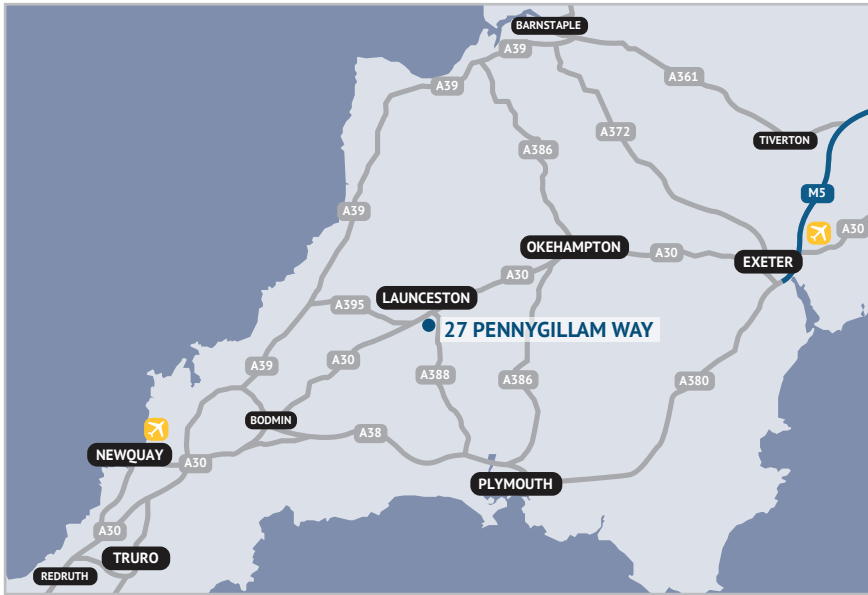 BARNSTAPLE
A39
A361
A39
A372
TIVERTON
A386
M5
A39
A30
OKEHAMPTON
A30
EXETER
A30
LAUNCESTON
A395
27 PENNYGILLAM WAY
A30
A39
A388
A386
A380
BODMIN
A38
NEWQUAY
A30
PLYMOUTH
A30
TRURO
REDRUTH